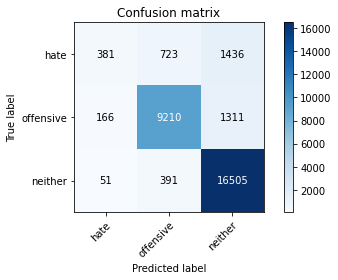 Confusion matrix
True label
hate 381 723 1436
offensive 166 9210 1311
neither 51 391 16505
hate offensive neither
Predicted label
16000
14000
12000
10000
8000
6000
4000
2000